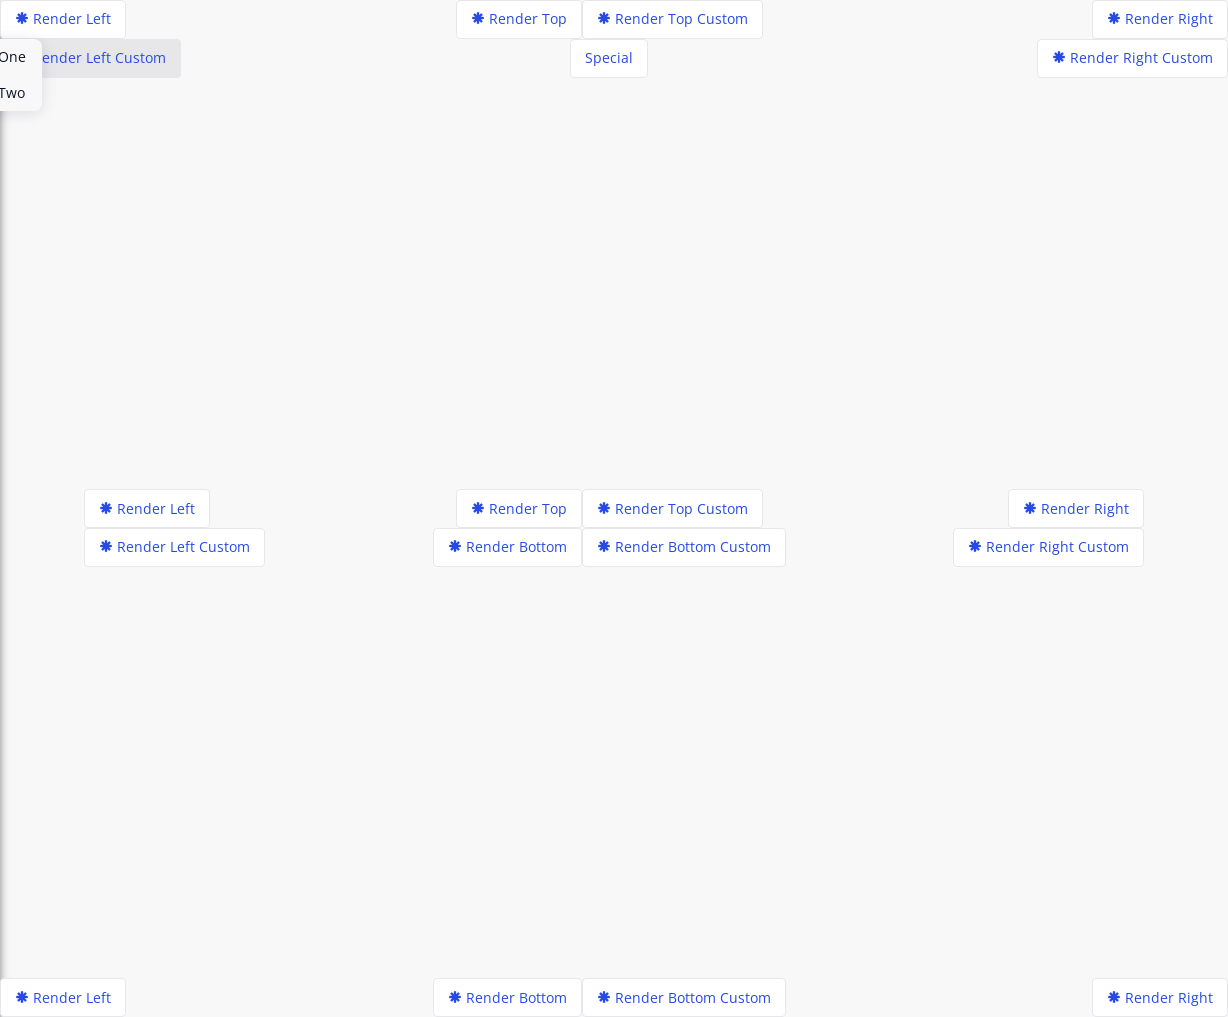 Render Left
Render Top
Render Top Custom
Render Right
One
ender Left Custom
Special
Render Right Custom
Two
Render Left
Render Top
Render Top Custom
Render Right
Render Left Custom
Render Bottom
Render Bottom Custom
Render Right Custom
Render Left
Render Bottom
Render Bottom Custom
Render Right